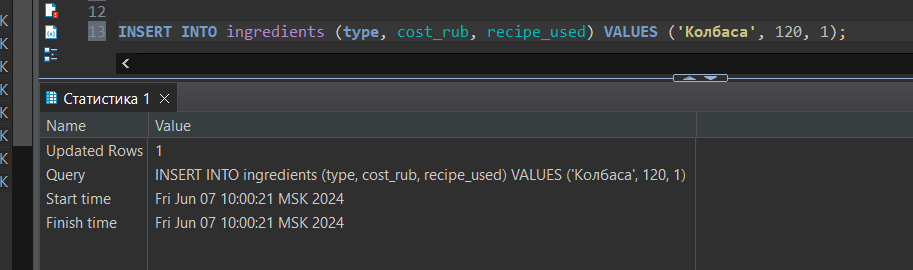 К
К
К
К
К
К
К
К
12
13 INSERT INTO ingredients (type, cost_rub, recipe_used) VALUES ('Колбаса', 120, 1);
Статистика 1
Name Value
Updated Rows 1
Query INSERT INTO ingredients (type, cost_rub, recipe_used) VALUES ('Колбаса', 120, 1)
Start time Fri Jun 07 10:00:21 MSK 2024
Finish time Fri Jun 07 10:00:21 MSK 2024